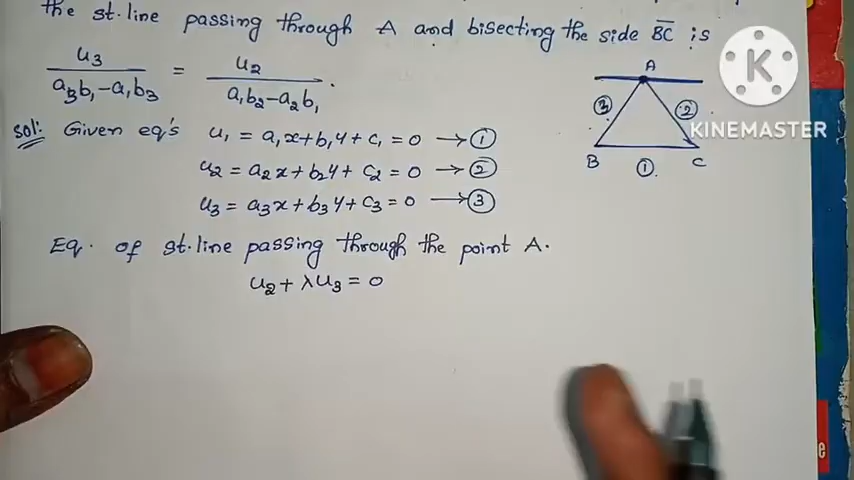 the st.line passing through A and bisecting the side BC is
u₃/(a₃b₁-a₁b₃) = u₂/(a₁b₂-a₂b₁).
A
K
KINEMASTER
③ ②
B ① C
Sol: Given eq's u₁ = a₁x+b₁y+c₁ = 0 → ①
u₂ = a₂x+b₂y+c₂ = 0 → ②
u₃ = a₃x+b₃y+c₃ = 0 → ③
Eq. of st.line passing through the point A.
u₂ + λu₃ = 0